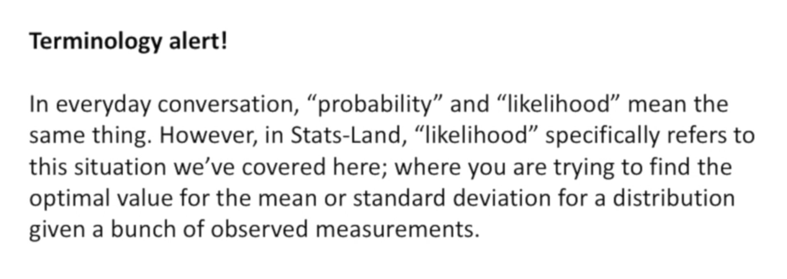 Terminology alert!
In everyday conversation, “probability” and “likelihood” mean the
same thing. However, in Stats-Land, “likelihood” specifically refers to
this situation we’ve covered here; where you are trying to find the
optimal value for the mean or standard deviation for a distribution
given a bunch of observed measurements.